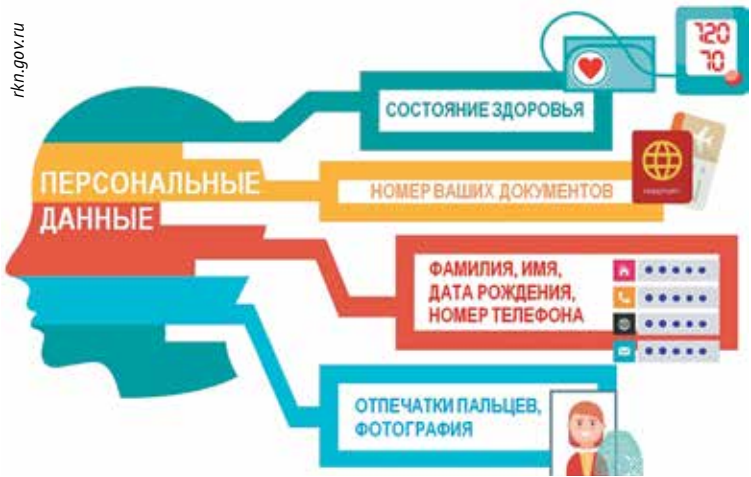 rkn.gov.ru
120
70
СОСТОЯНИЕ ЗДОРОВЬЯ
ПЕРСОНАЛЬНЫЕ
ДАННЫЕ
НОМЕР ВАШИХ ДОКУМЕНТОВ
ФАМИЛИЯ, ИМЯ,
ДАТА РОЖДЕНИЯ,
НОМЕР ТЕЛЕФОНА
ОТПЕЧАТКИ ПАЛЬЦЕВ,
ФОТОГРАФИЯ